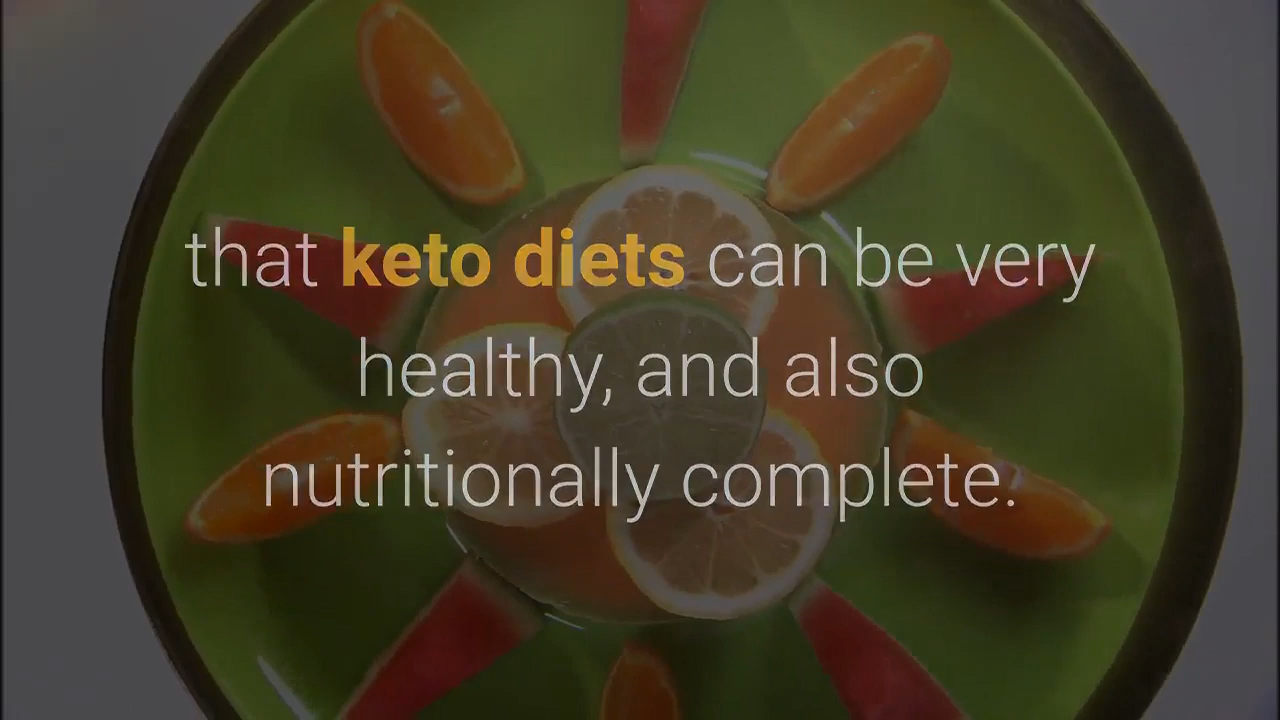 that keto diets can be very
healthy, and also
nutritionally complete.